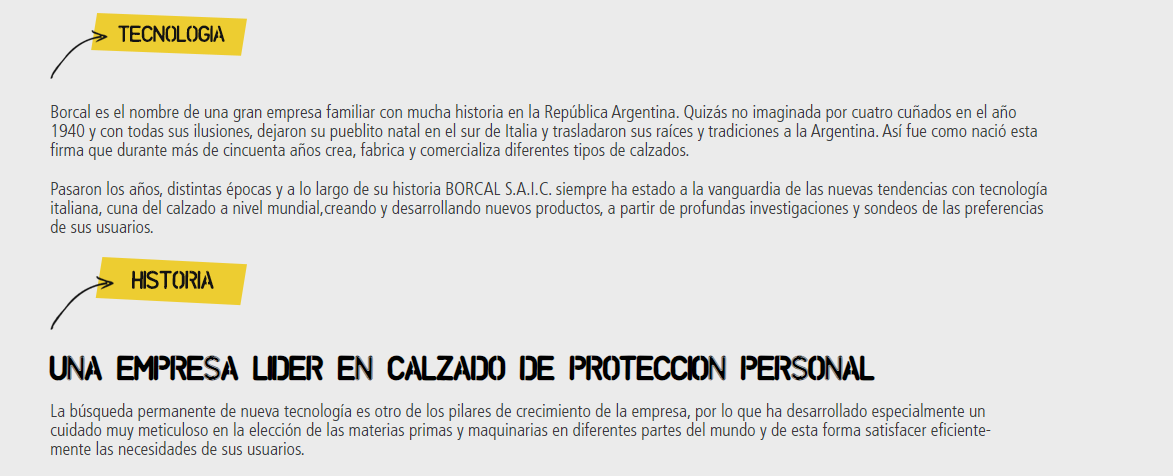 TECNOLOGIA
Borcal es el nombre de una gran empresa familiar con mucha historia en la República Argentina. Quizás no imaginada por cuatro cuñados en el año
1940 y con todas sus ilusiones, dejaron su pueblito natal en el sur de Italia y trasladaron sus raíces y tradiciones a la Argentina. Así fue como nació esta
firma que durante más de cincuenta años crea, fabrica y comercializa diferentes tipos de calzados.
Pasaron los años, distintas épocas y a lo largo de su historia BORCAL S.A.I.C. siempre ha estado a la vanguardia de las nuevas tendencias con tecnología
italiana, cuna del calzado a nivel mundial,creando y desarrollando nuevos productos, a partir de profundas investigaciones y sondeos de las preferencias
de sus usuarios.
HISTORIA
UNA EMPRESA LIDER EN CALZADO DE PROTECCION PERSONAL
La búsqueda permanente de nueva tecnología es otro de los pilares de crecimiento de la empresa, por lo que ha desarrollado especialmente un
cuidado muy meticuloso en la elección de las materias primas y maquinarias en diferentes partes del mundo y de esta forma satisfacer eficiente-
mente las necesidades de sus usuarios.